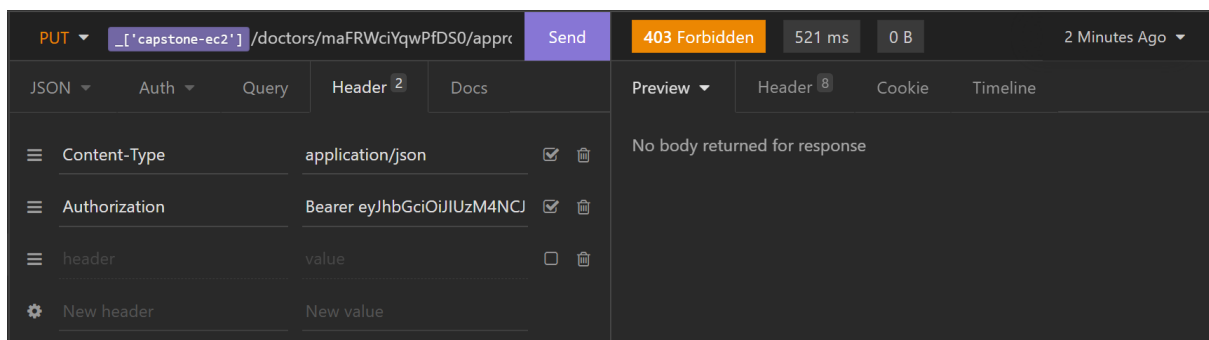 PUT _['capstone-ec2'] /doctors/maFRWciYqwPfDS0/appro Send 403 Forbidden 521 ms 0 B 2 Minutes Ago
JSON Auth Query Header 2 Docs Preview Header 8 Cookie Timeline
Content-Type application/json No body returned for response
Authorization Bearer eyJhbGciOiJIUzM4NCJ
header value
New header New value